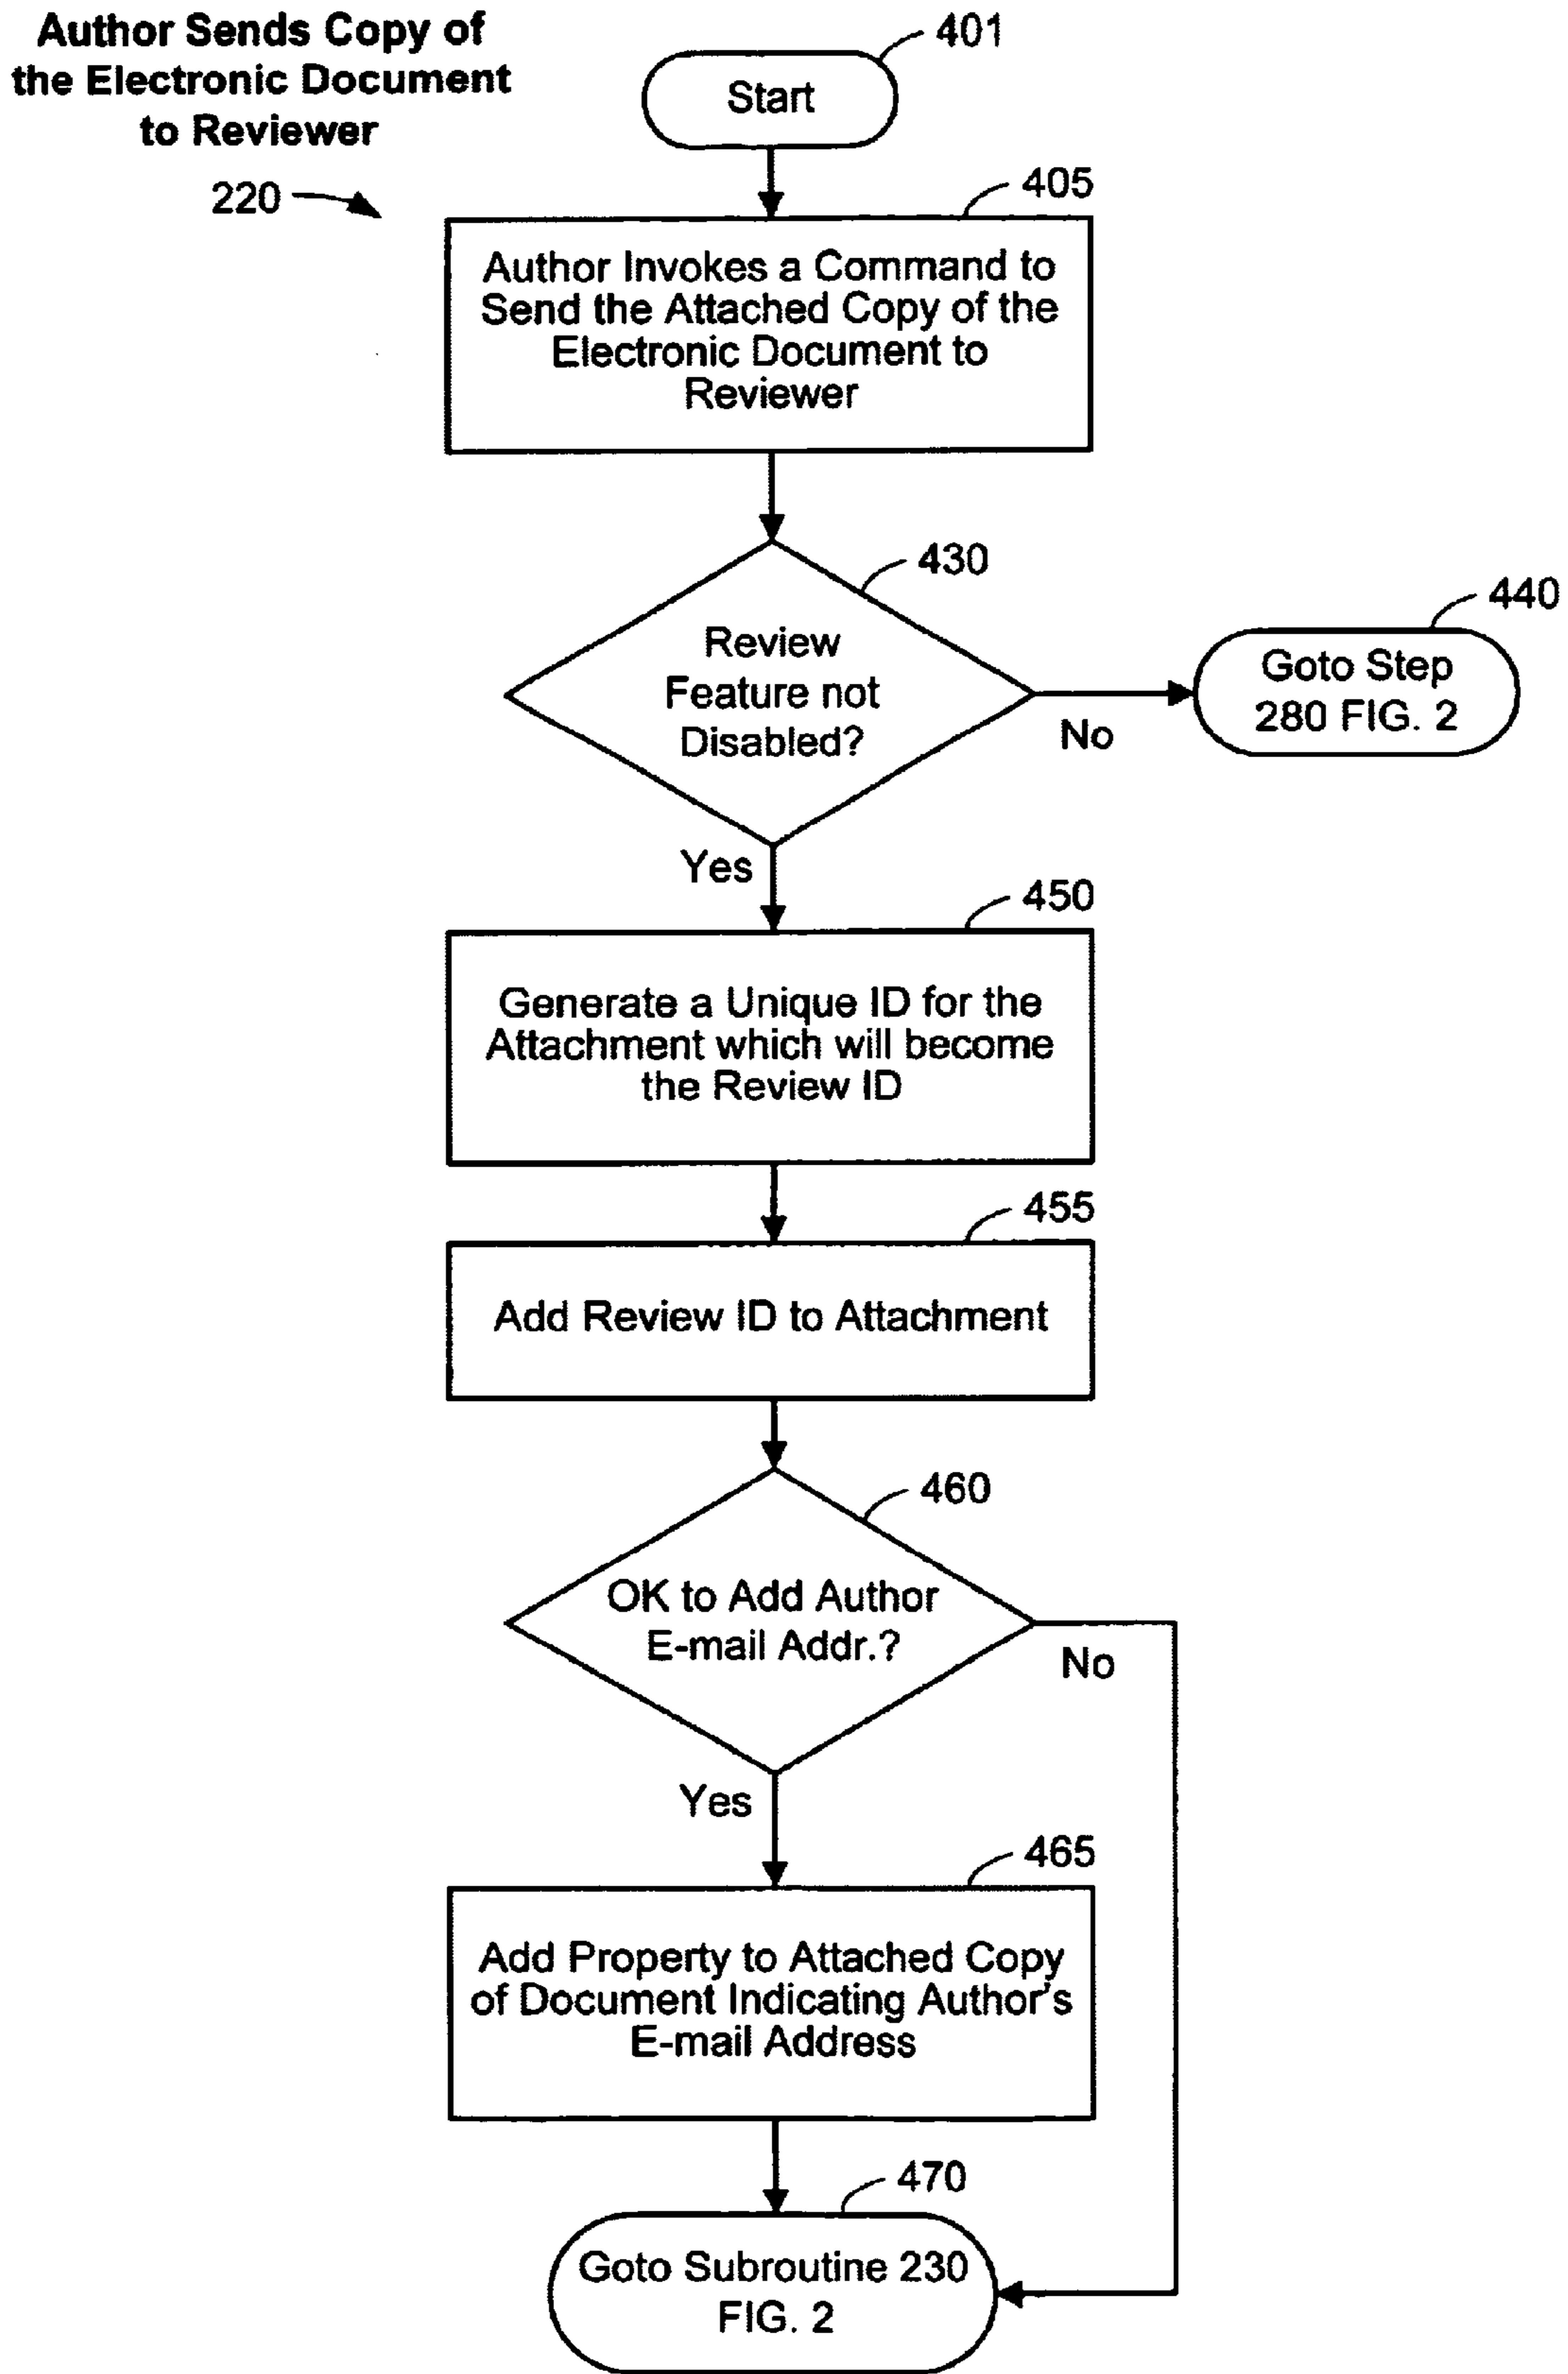 Author Sends Copy of
the Electronic Document
to Reviewer
220
401
Start
405
Author Invokes a Command to
Send the Attached Copy of the
Electronic Document to
Reviewer
430
Review
Feature not
Disabled?
No
440
Goto Step
280 FIG. 2
Yes
450
Generate a Unique ID for the
Attachment which will become
the Review ID
455
Add Review ID to Attachment
460
OK to Add Author
E-mail Addr.?
No
Yes
465
Add Property to Attached Copy
of Document Indicating Author's
E-mail Address
470
Goto Subroutine 230
FIG. 2